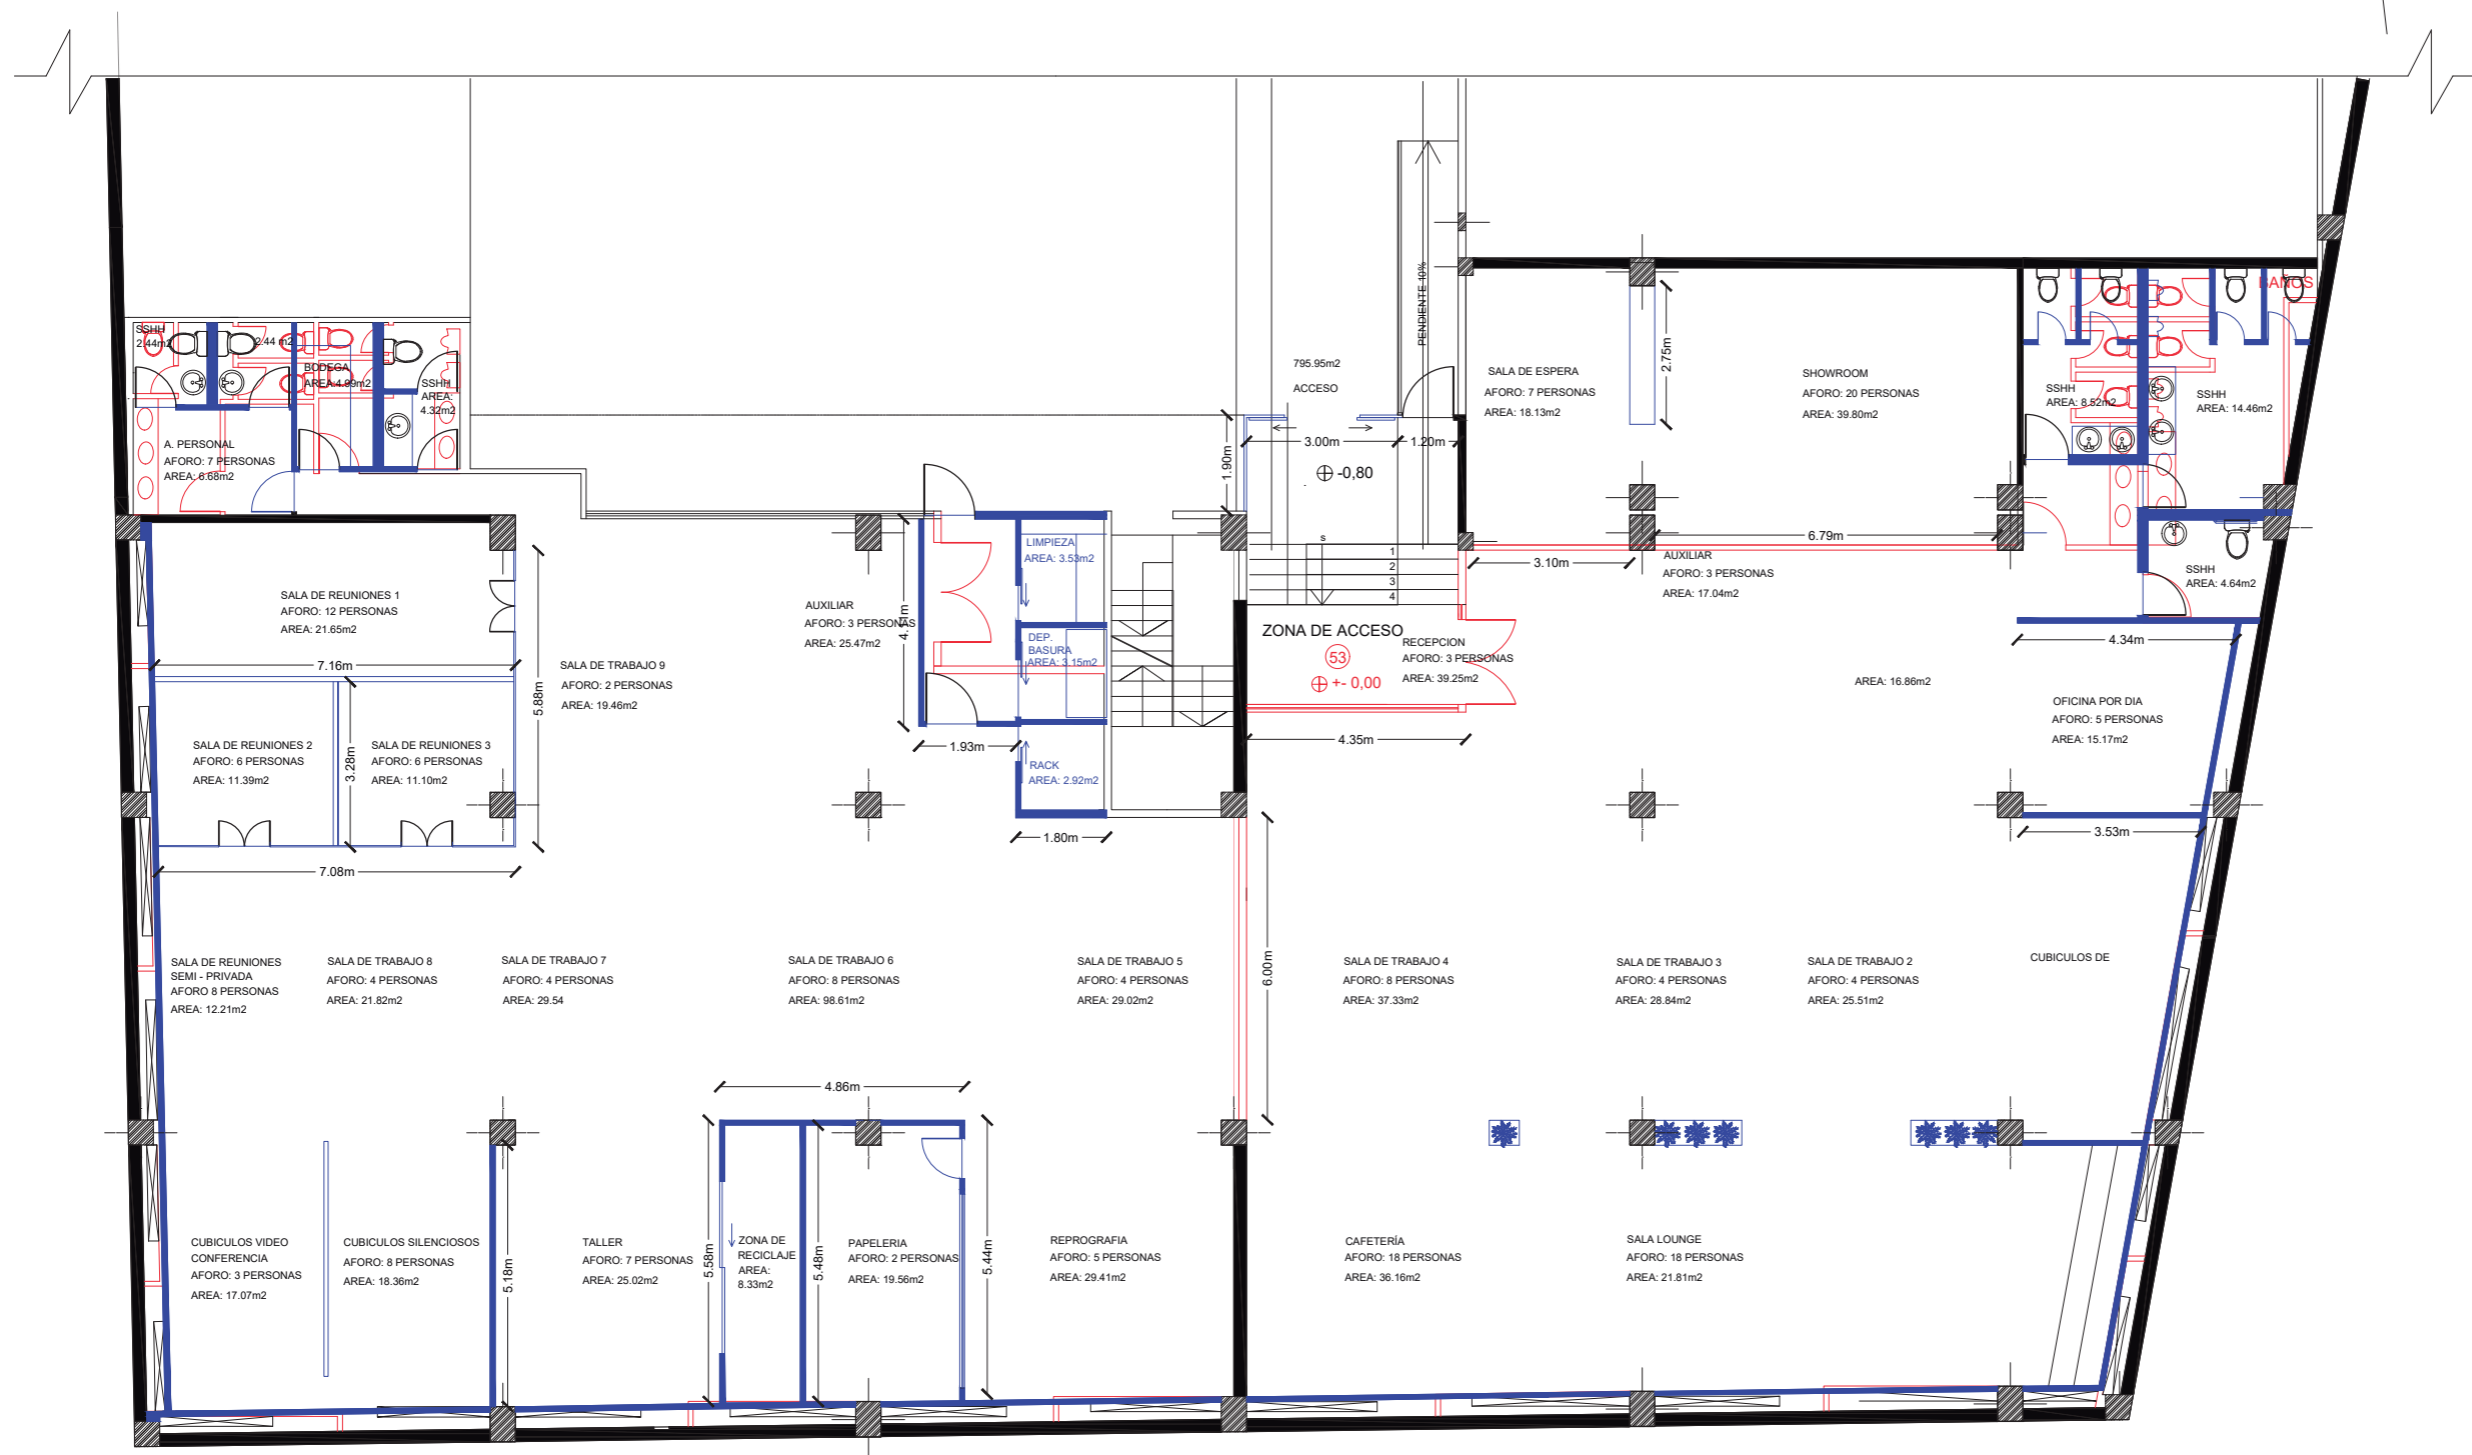 BAÑOS
PENDIENTE 10%
SSHH
2.44m2
2.44 m2
BODEGA
AREA:4.99m2
SSHH
AREA:
4.32m2
A. PERSONAL
AFORO: 7 PERSONAS
AREA: 6.68m2
795.95m2
ACCESO
3.00m
1.20m
1.90m
-0,80
SALA DE ESPERA
AFORO: 7 PERSONAS
AREA: 18.13m2
2.75m
SHOWROOM
AFORO: 20 PERSONAS
AREA: 39.80m2
SSHH
AREA: 8.52m2
SSHH
AREA: 14.46m2
SALA DE REUNIONES 1
AFORO: 12 PERSONAS
AREA: 21.65m2
7.16m
5.88m
SALA DE TRABAJO 9
AFORO: 2 PERSONAS
AREA: 19.46m2
AUXILIAR
AFORO: 3 PERSONAS
AREA: 25.47m2
4.11m
LIMPIEZA
AREA: 3.53m2
DEP.
BASURA
AREA: 3.15m2
1.93m
RACK
AREA: 2.92m2
1.80m
s
1
2
3
4
ZONA DE ACCESO
53
+- 0,00
RECEPCION
AFORO: 3 PERSONAS
AREA: 39.25m2
4.35m
3.10m
6.79m
AUXILIAR
AFORO: 3 PERSONAS
AREA: 17.04m2
SSHH
AREA: 4.64m2
4.34m
AREA: 16.86m2
OFICINA POR DIA
AFORO: 5 PERSONAS
AREA: 15.17m2
3.53m
SALA DE REUNIONES 2
AFORO: 6 PERSONAS
AREA: 11.39m2
3.28m
SALA DE REUNIONES 3
AFORO: 6 PERSONAS
AREA: 11.10m2
7.08m
SALA DE REUNIONES
SEMI - PRIVADA
AFORO 8 PERSONAS
AREA: 12.21m2
SALA DE TRABAJO 8
AFORO: 4 PERSONAS
AREA: 21.82m2
SALA DE TRABAJO 7
AFORO: 4 PERSONAS
AREA: 29.54
SALA DE TRABAJO 6
AFORO: 8 PERSONAS
AREA: 98.61m2
SALA DE TRABAJO 5
AFORO: 4 PERSONAS
AREA: 29.02m2
6.00m
SALA DE TRABAJO 4
AFORO: 8 PERSONAS
AREA: 37.33m2
SALA DE TRABAJO 3
AFORO: 4 PERSONAS
AREA: 28.84m2
SALA DE TRABAJO 2
AFORO: 4 PERSONAS
AREA: 25.51m2
CUBICULOS DE
4.86m
CUBICULOS VIDEO
CONFERENCIA
AFORO: 3 PERSONAS
AREA: 17.07m2
CUBICULOS SILENCIOSOS
AFORO: 8 PERSONAS
AREA: 18.36m2
5.18m
TALLER
AFORO: 7 PERSONAS
AREA: 25.02m2
5.58m
ZONA DE
RECICLAJE
AREA:
8.33m2
5.48m
PAPELERIA
AFORO: 2 PERSONAS
AREA: 19.56m2
5.44m
REPROGRAFIA
AFORO: 5 PERSONAS
AREA: 29.41m2
CAFETERÍA
AFORO: 18 PERSONAS
AREA: 36.16m2
SALA LOUNGE
AFORO: 18 PERSONAS
AREA: 21.81m2